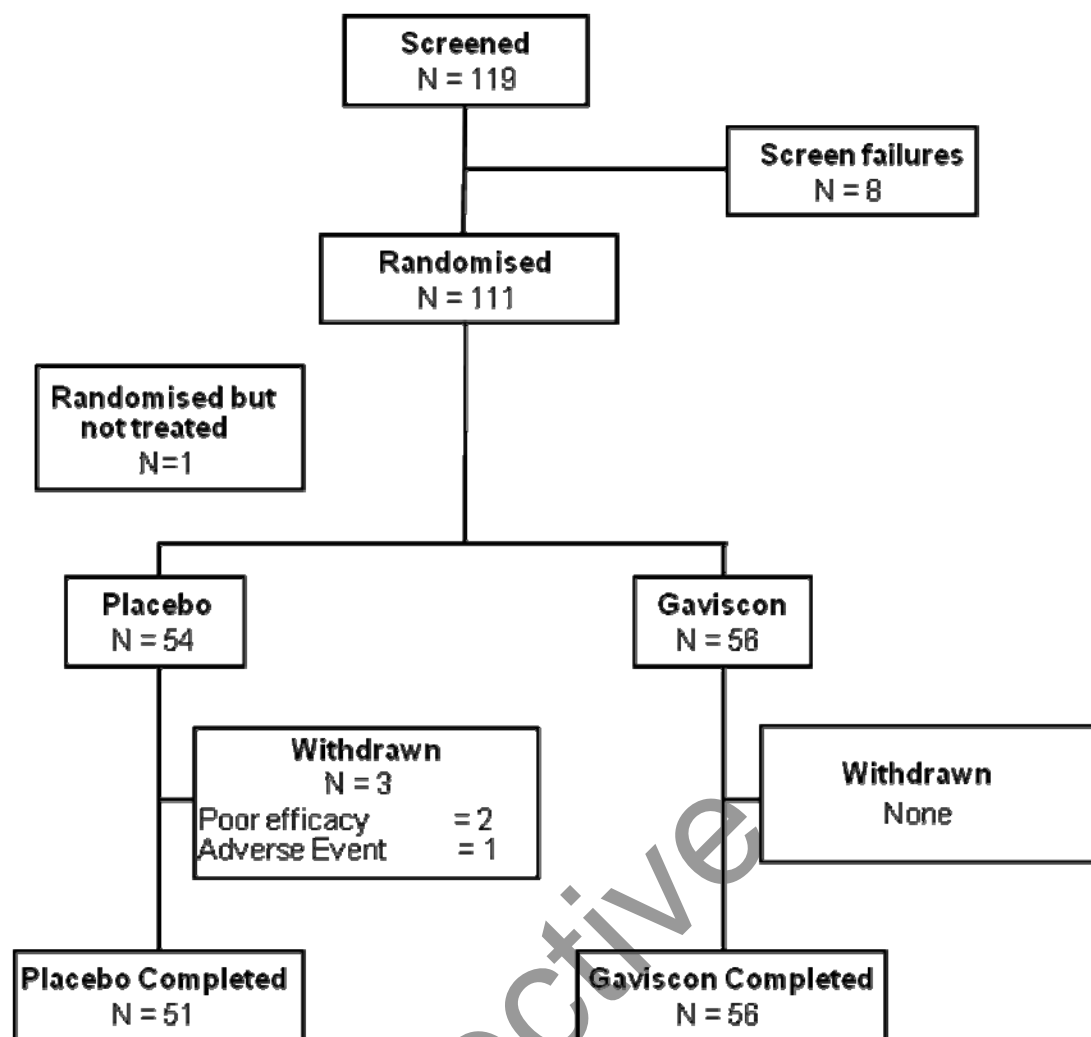 Screened
N = 119
Screen failures
N = 8
Randomised
N = 111
Randomised but
not treated
N=1
Placebo
N = 54
Gaviscon
N = 56
Withdrawn
N = 3
Poor efficacy = 2
Adverse Event = 1
Withdrawn
None
Placebo Completed
N = 51
Gaviscon Completed
N = 56
ctive